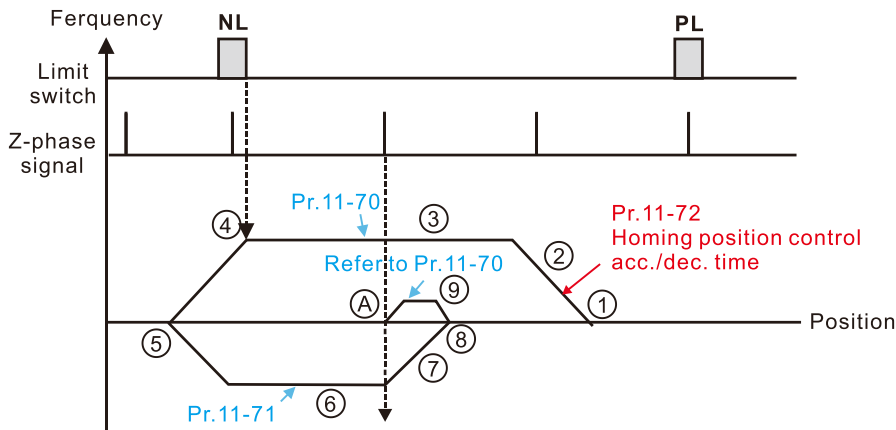 Ferquency
NL
PL
Limit
switch
Z-phase
signal
Pr.11-70
④
③
Pr.11-72
Homing position control
acc./dec. time
②
Refer to Pr.11-70
Ⓐ
⑨
①
Position
⑤
⑧
⑦
⑥
Pr.11-71